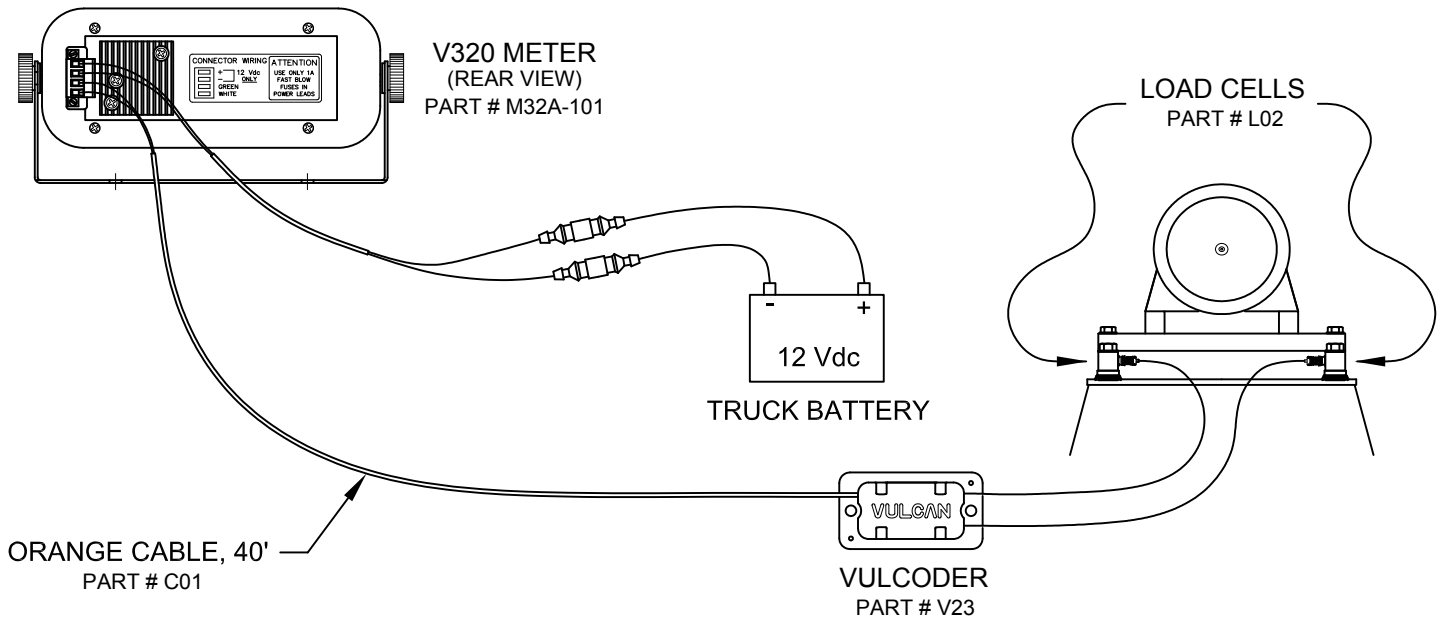 V320 METER
(REAR VIEW)
PART # M32A-101
CONNECTOR WIRING
+ 12 Vdc
- ONLY
GREEN
WHITE
ATTENTION
USE ONLY 1A
FAST BLOW
FUSES IN
POWER LEADS
LOAD CELLS
PART # L02
- +
12 Vdc
TRUCK BATTERY
VULCAN
ORANGE CABLE, 40'
PART # C01
VULCODER
PART # V23